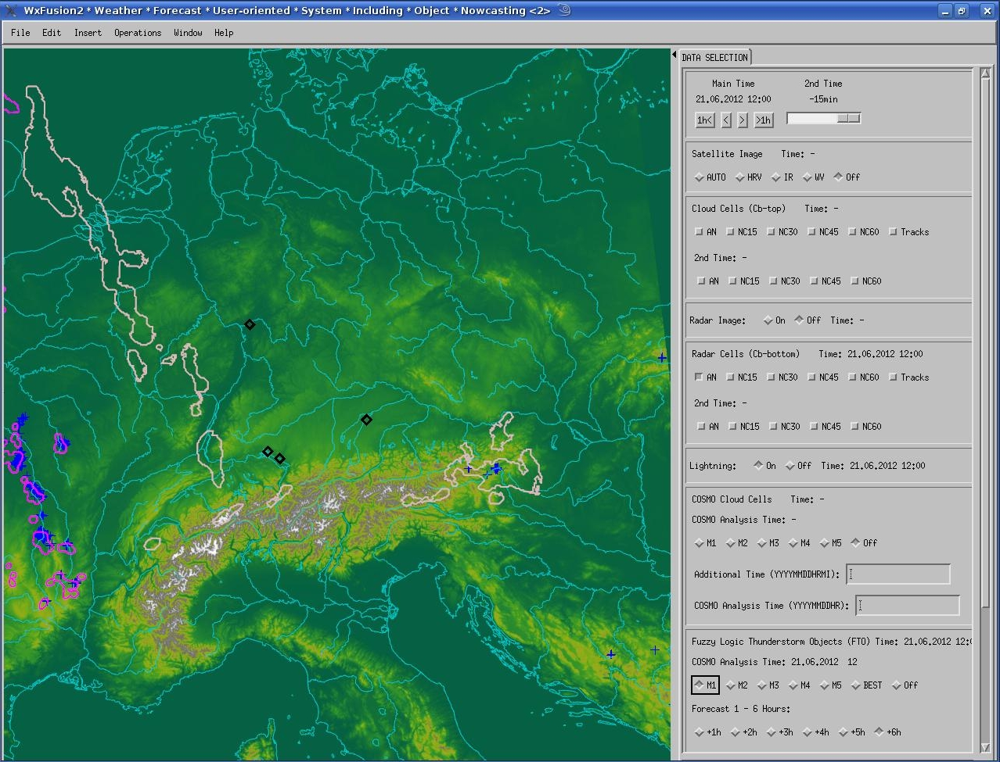 WxFusion2 * Weather * Forecast * User-oriented * System * Including * Object * Nowcasting <2>
File Edit Insert Operations Window Help
DATA SELECTION
Main Time 2nd Time
21.06.2012 12:00 -15min
1h< < > >1h
Satellite Image Time: -
AUTO HRV IR WV Off
Cloud Cells (Cb-top) Time: -
AN NC15 NC30 NC45 NC60 Tracks
2nd Time: -
AN NC15 NC30 NC45 NC60
Radar Image: On Off Time: -
Radar Cells (Cb-bottom) Time: 21.06.2012 12:00
AN NC15 NC30 NC45 NC60 Tracks
2nd Time: -
AN NC15 NC30 NC45 NC60
Lightning: On Off Time: 21.06.2012 12:00
COSMO Cloud Cells Time: -
COSMO Analysis Time: -
M1 M2 M3 M4 M5 Off
Additional Time (YYYYMMDDHRMI):
COSMO Analysis Time (YYYYMMDDHR):
Fuzzy Logic Thunderstorm Objects (FTO) Time: 21.06.2012 12:0
COSMO Analysis Time: 21.06.2012 12
M1 M2 M3 M4 M5 BEST Off
Forecast 1 - 6 Hours:
+1h +2h +3h +4h +5h +6h